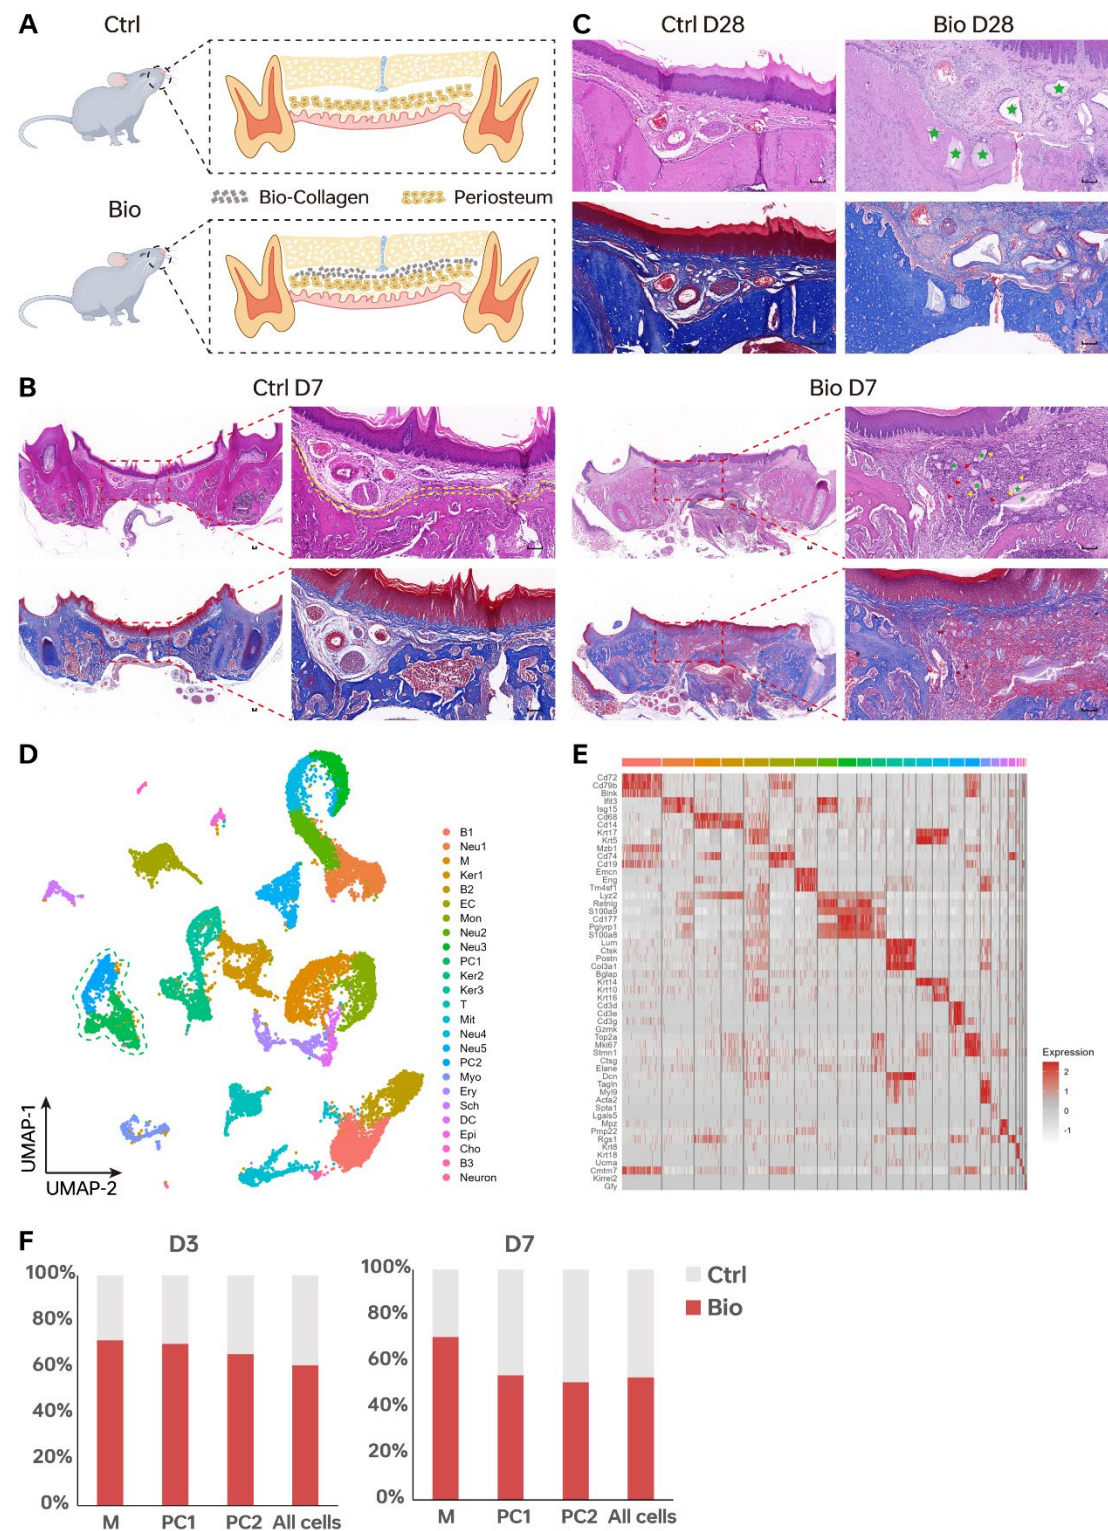 A
Ctrl
Bio
Bio-Collagen
Periosteum
C
Ctrl D28
Bio D28
B
Ctrl D7
Bio D7
D
UMAP-1
UMAP-2
B1
Neu1
M
Ker1
B2
EC
Mon
Neu2
Neu3
PC1
Ker2
Ker3
T
Mit
Neu4
Neu5
PC2
Myo
Ery
Sch
DC
Epi
Cho
B3
Neuron
E
Cd72
Cd79b
Blnk
Ifit3
Isg15
Cd68
Cd14
Krt17
Krt5
Mzb1
Cd74
Cd19
Emcn
Eng
Tm4sf1
Lyz2
Retnlg
S100a9
Cd177
Pglyrp1
S100a8
Lum
Ctsk
Postn
Col3a1
Bglap
Krt14
Krt10
Krt16
Cd3d
Cd3e
Cd3g
Gzmk
Top2a
Mki67
Stmn1
Ctsg
Elane
Dcn
Tagln
Myl9
Acta2
Spta1
Lgals5
Mpz
Pmp22
Rgs1
Krt8
Krt18
Ucma
Cmtm7
Kirrel2
Gfy
Expression
2
1
0
-1
F
D3
100%
80%
60%
40%
20%
0%
M PC1 PC2 All cells
D7
100%
80%
60%
40%
20%
0%
M PC1 PC2 All cells
Ctrl
Bio